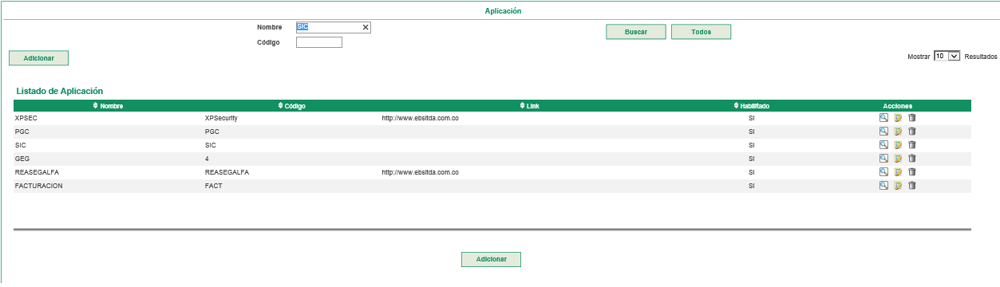 Aplicación
Nombre SIC
Buscar Todos
Código
Adicionar
Mostrar 10 Resultados
Listado de Aplicación
Nombre Código Link Habilitado Acciones
XPSEC XPSecurity http://www.ebsltda.com.co SI
PGC PGC SI
SIC SIC SI
GEG 4 SI
REASEGALFA REASEGALFA http://www.ebsltda.com.co SI
FACTURACION FACT SI
Adicionar